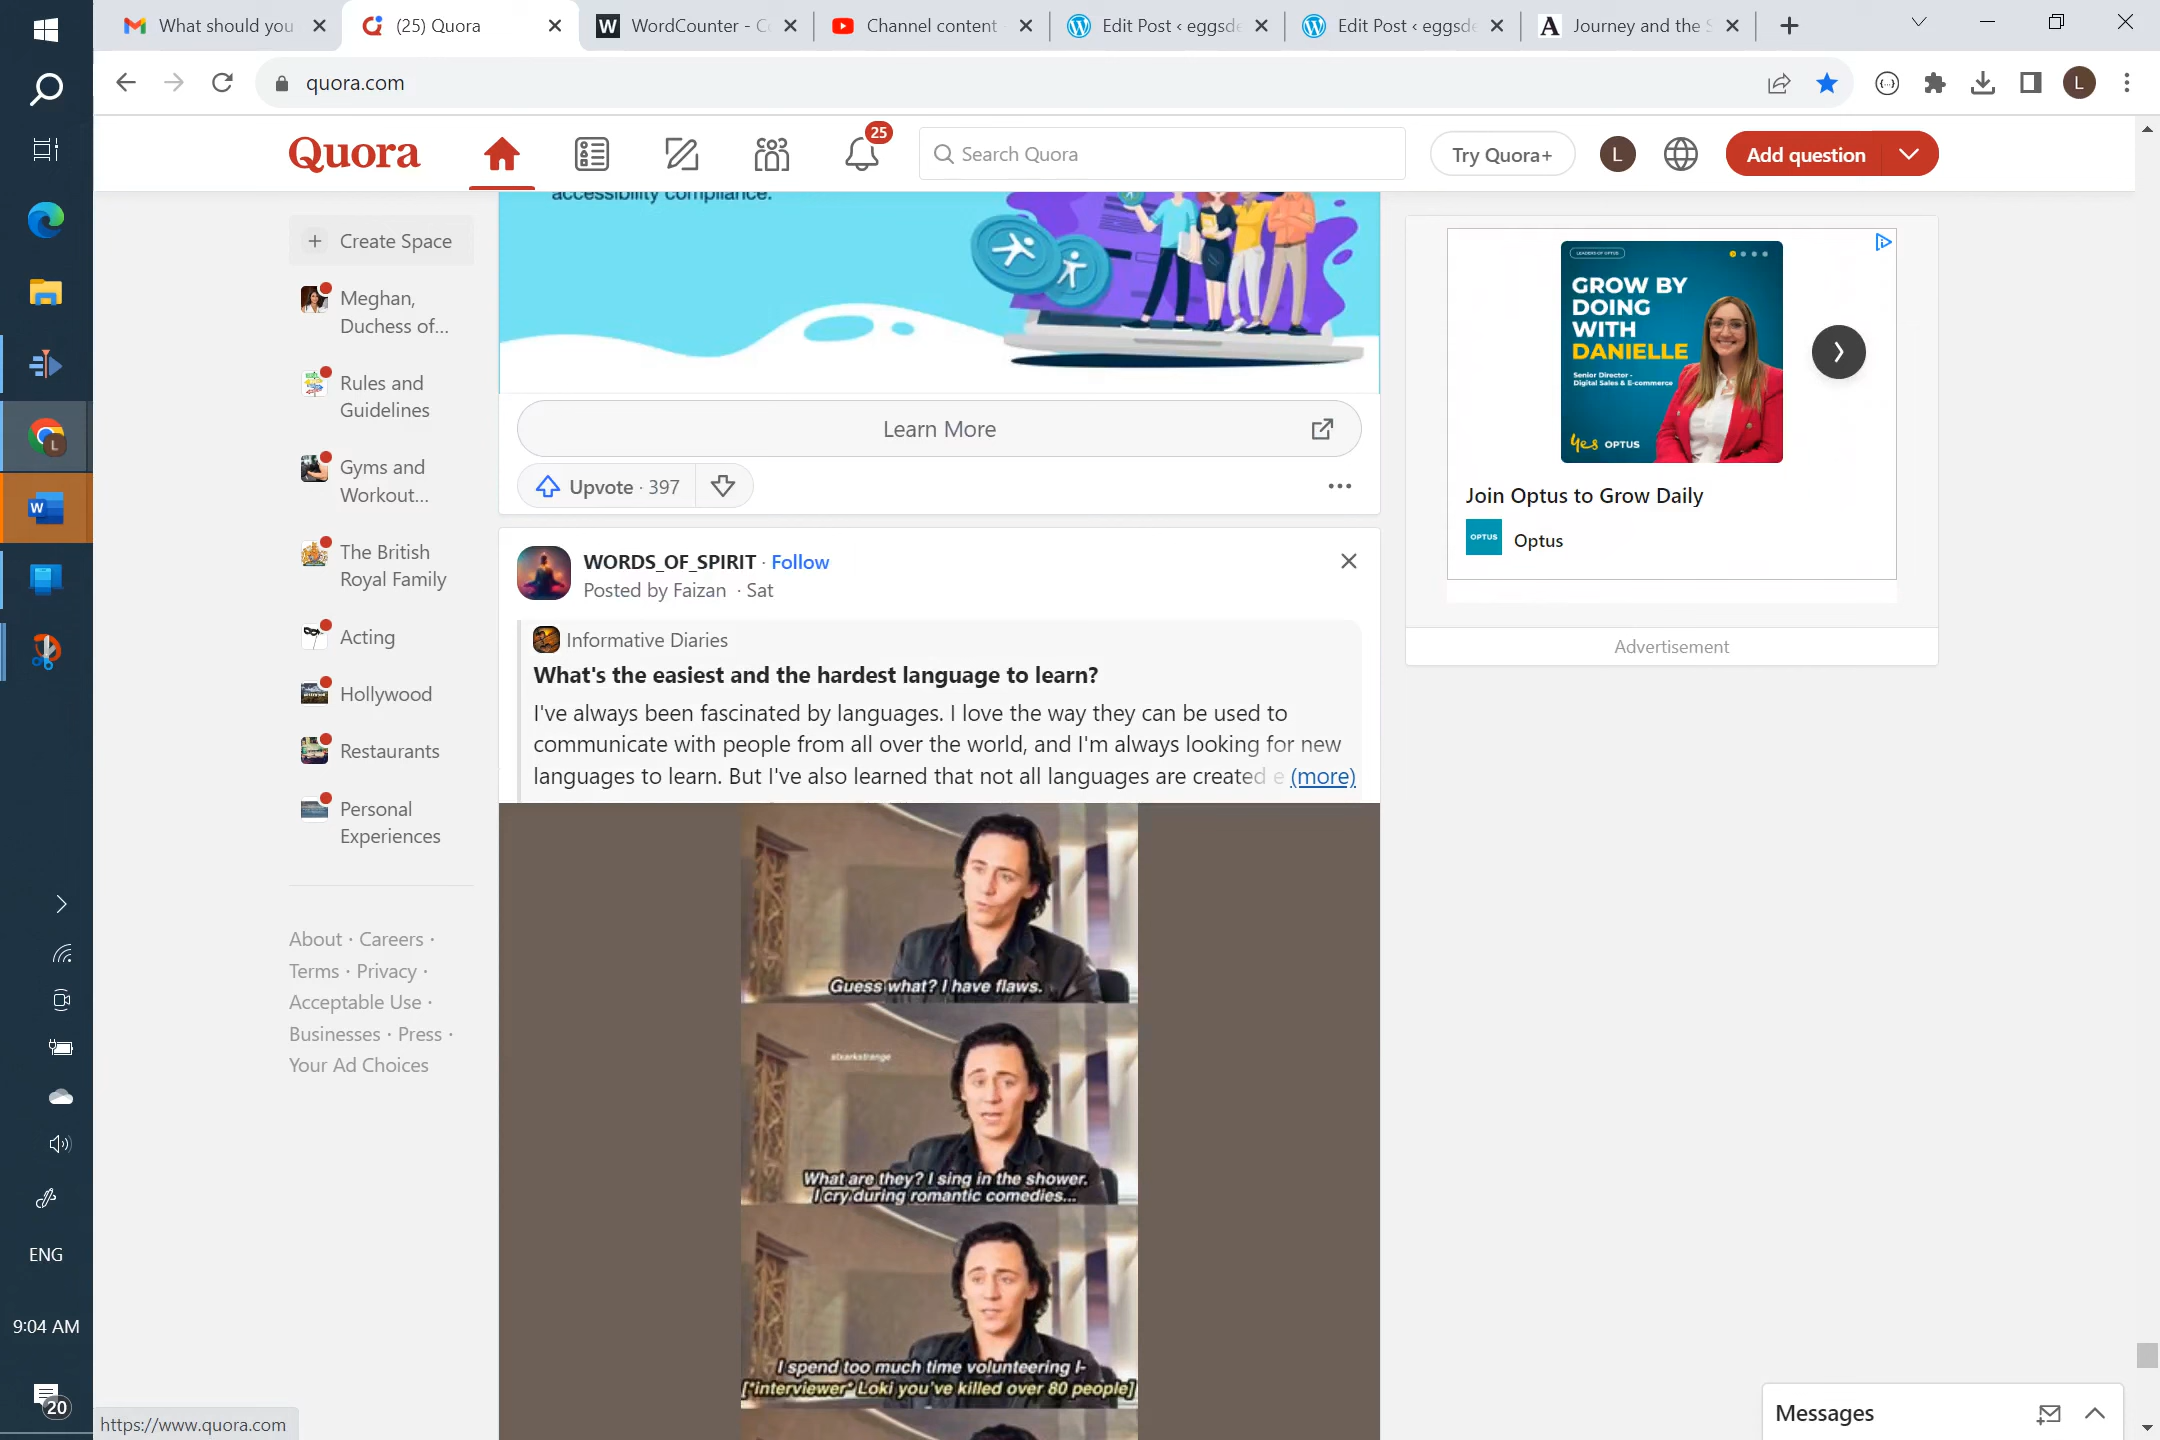 What should you
(25) Quora
WordCounter - Co
Channel content
Edit Post ‹ eggsde
Edit Post ‹ eggsde
Journey and the S
quora.com
L
Quora
25
Search Quora
Try Quora+
L
Add question
accessibility compliance.
Create Space
Meghan,
Duchess of...
Rules and
Guidelines
Gyms and
Workout...
The British
Royal Family
Acting
Hollywood
Restaurants
Personal
Experiences
About · Careers ·
Terms · Privacy ·
Acceptable Use ·
Businesses · Press ·
Your Ad Choices
Learn More
Upvote · 397
WORDS_OF_SPIRIT · Follow
Posted by Faizan · Sat
Informative Diaries
What's the easiest and the hardest language to learn?
I've always been fascinated by languages. I love the way they can be used to
communicate with people from all over the world, and I'm always looking for new
languages to learn. But I've also learned that not all languages are created e (more)
Guess what? I have flaws.
stxarkstrange
What are they? I sing in the shower.
I cry during romantic comedies...
I spend too much time volunteering I-
[*interviewer* Loki you've killed over 80 people]
LEADERS OF OPTUS
GROW BY
DOING
WITH
DANIELLE
Senior Director -
Digital Sales & E-commerce
Yes OPTUS
Join Optus to Grow Daily
OPTUS
Optus
Advertisement
L
W
ENG
9:04 AM
20
https://www.quora.com
Messages